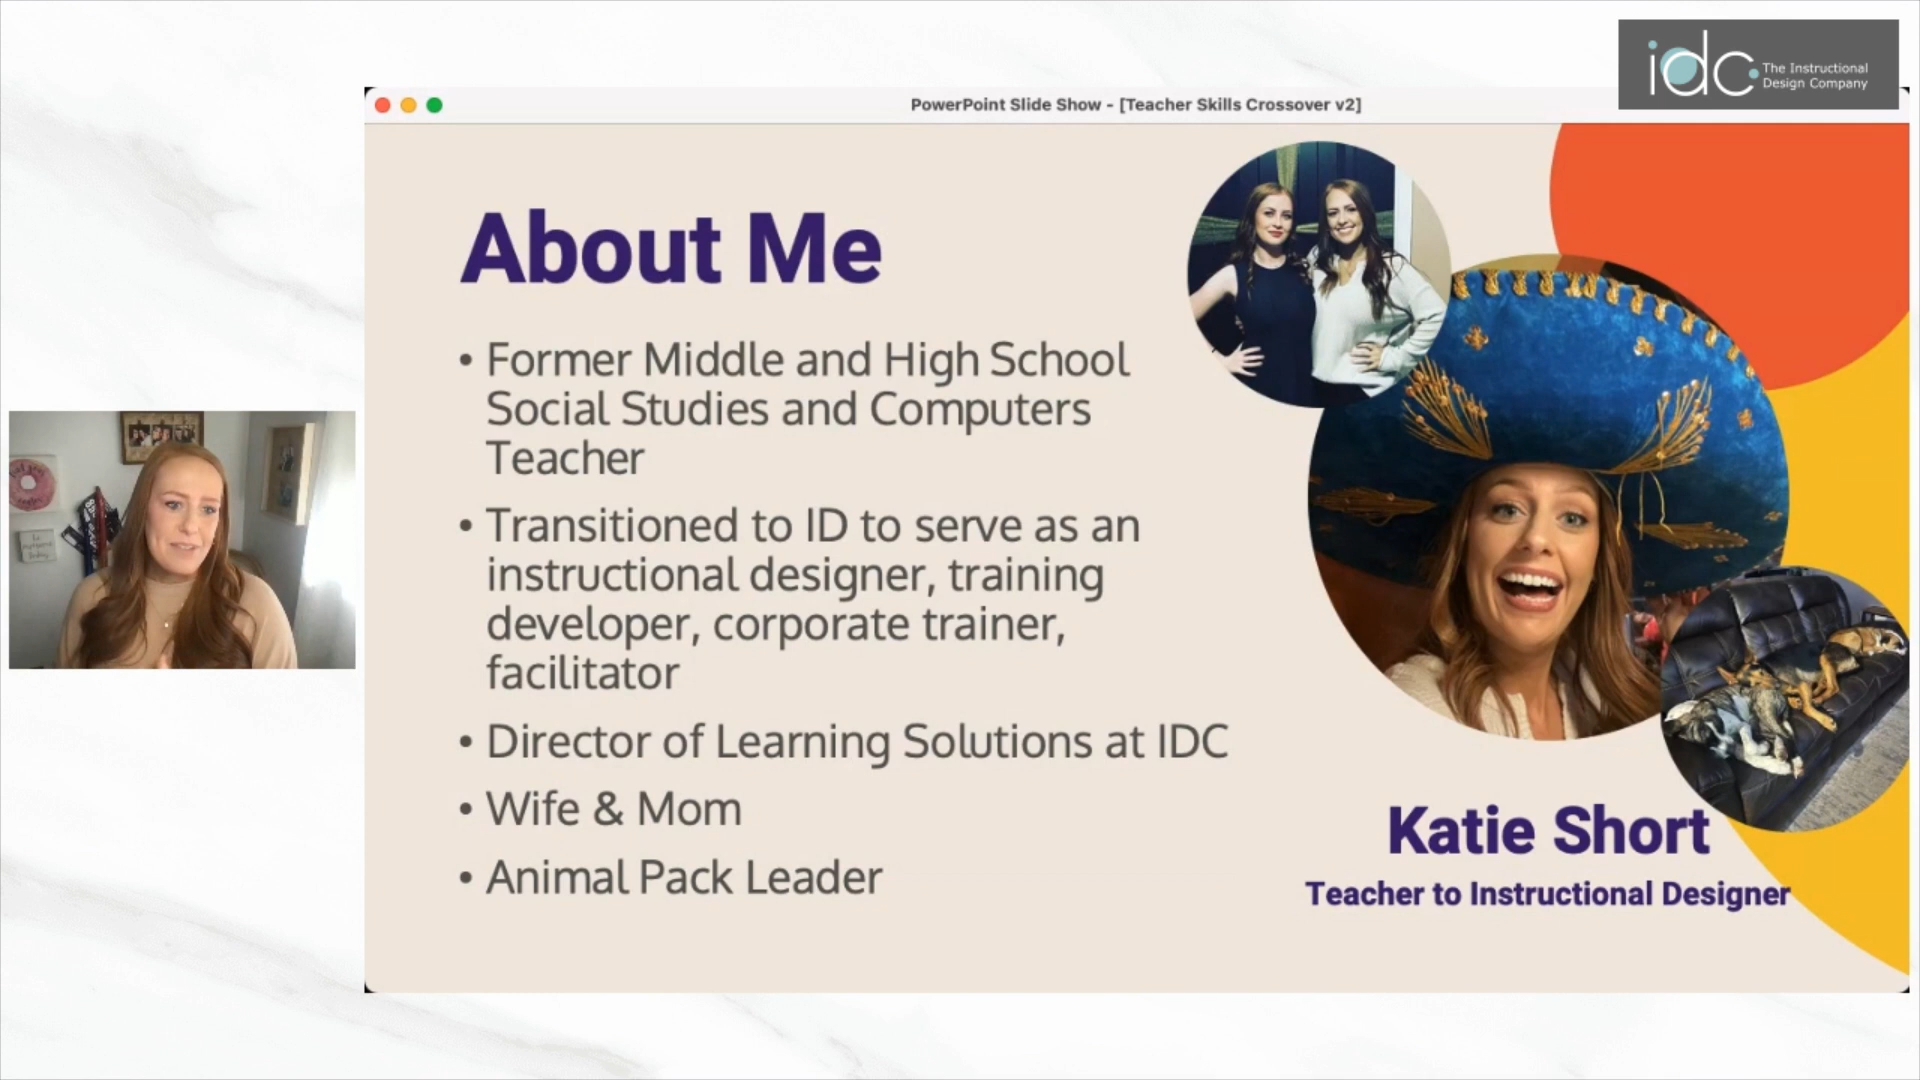 idc
The Instructional
Design Company
PowerPoint Slide Show - [Teacher Skills Crossover v2]
About Me
• Former Middle and High School
Social Studies and Computers
Teacher
• Transitioned to ID to serve as an
instructional designer, training
developer, corporate trainer,
facilitator
• Director of Learning Solutions at IDC
• Wife & Mom
• Animal Pack Leader
Katie Short
Teacher to Instructional Designer